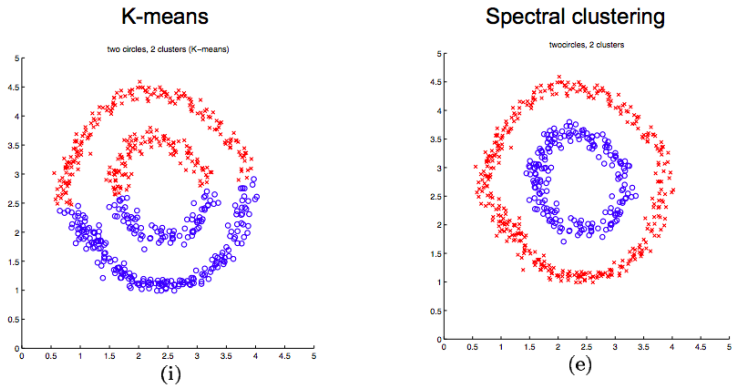 K-means
two circles, 2 clusters (K-means)
5
4.5
4
3.5
3
2.5
2
1.5
1
0.5
0
0 0.5 1 1.5 2 2.5 3 3.5 4 4.5 5
(i)
Spectral clustering
twocircles, 2 clusters
5
4.5
4
3.5
3
2.5
2
1.5
1
0.5
0
0 0.5 1 1.5 2 2.5 3 3.5 4 4.5 5
(e)